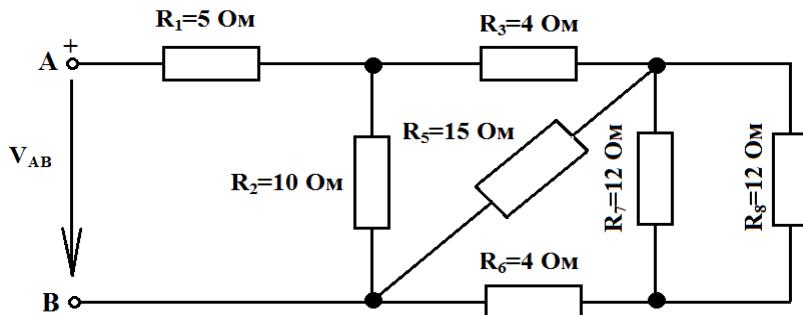 R₁=5 Ом
R₃=4 Ом
A
+
R₅=15 Ом
V_AB
R₂=10 Ом
R₇=12 Ом
R₈=12 Ом
R₆=4 Ом
B